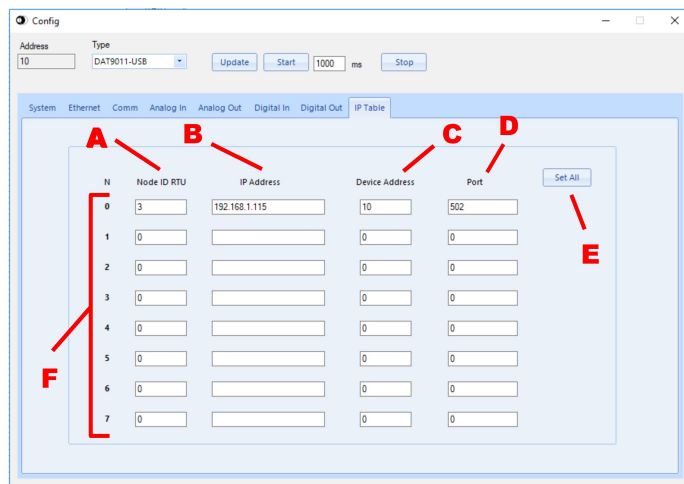 Config
Address Type
10 DAT9011-USB Update Start 1000 ms Stop
System Ethernet Comm Analog In Analog Out Digital In Digital Out IP Table
A B C D
N Node ID RTU IP Address Device Address Port Set All
0 3 192.168.1.115 10 502
E
1 0 0 0
2 0 0 0
3 0 0 0
4 0 0 0
5 0 0 0
F
6 0 0 0
7 0 0 0